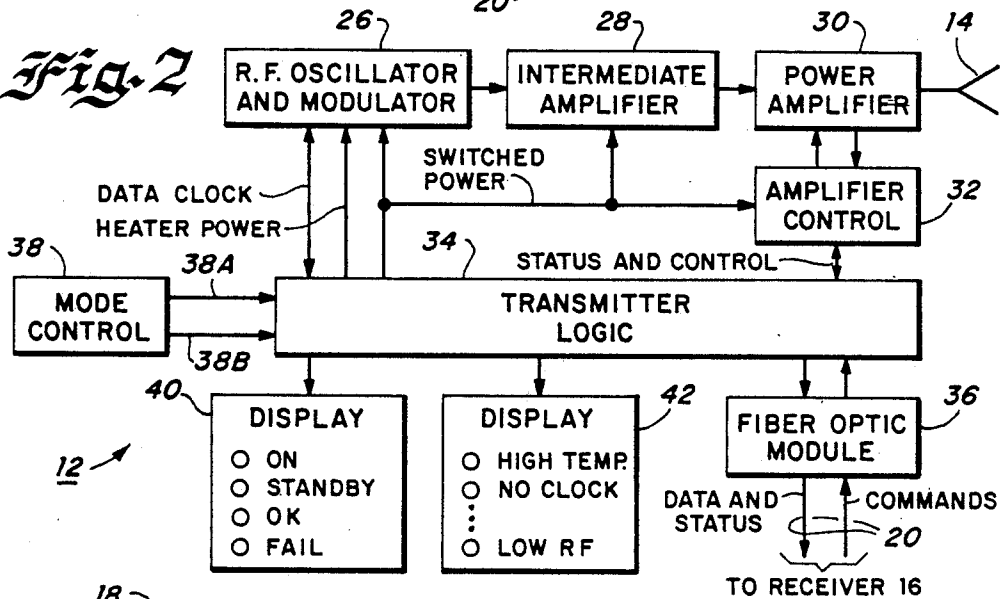 20
Fig. 2
26
28
30
14
R.F. OSCILLATOR
AND MODULATOR
INTERMEDIATE
AMPLIFIER
POWER
AMPLIFIER
DATA CLOCK
HEATER POWER
SWITCHED
POWER
AMPLIFIER
CONTROL
32
38
38A
34
STATUS AND CONTROL
MODE
CONTROL
TRANSMITTER
LOGIC
38B
40
DISPLAY
ON
STANDBY
OK
FAIL
42
DISPLAY
HIGH TEMP.
NO CLOCK
LOW RF
36
FIBER OPTIC
MODULE
12
DATA AND
STATUS
COMMANDS
20
TO RECEIVER 16
18